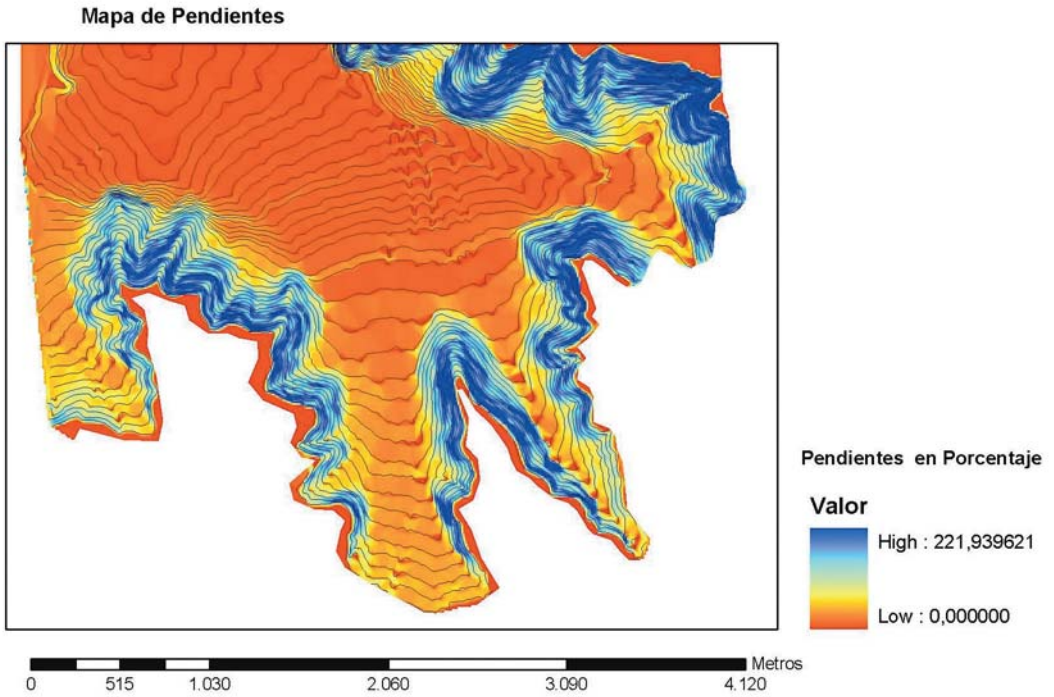 Mapa de Pendientes
Pendientes en Porcentaje
Valor
High : 221,939621
Low : 0,000000
Metros
0 515 1.030 2.060 3.090 4.120